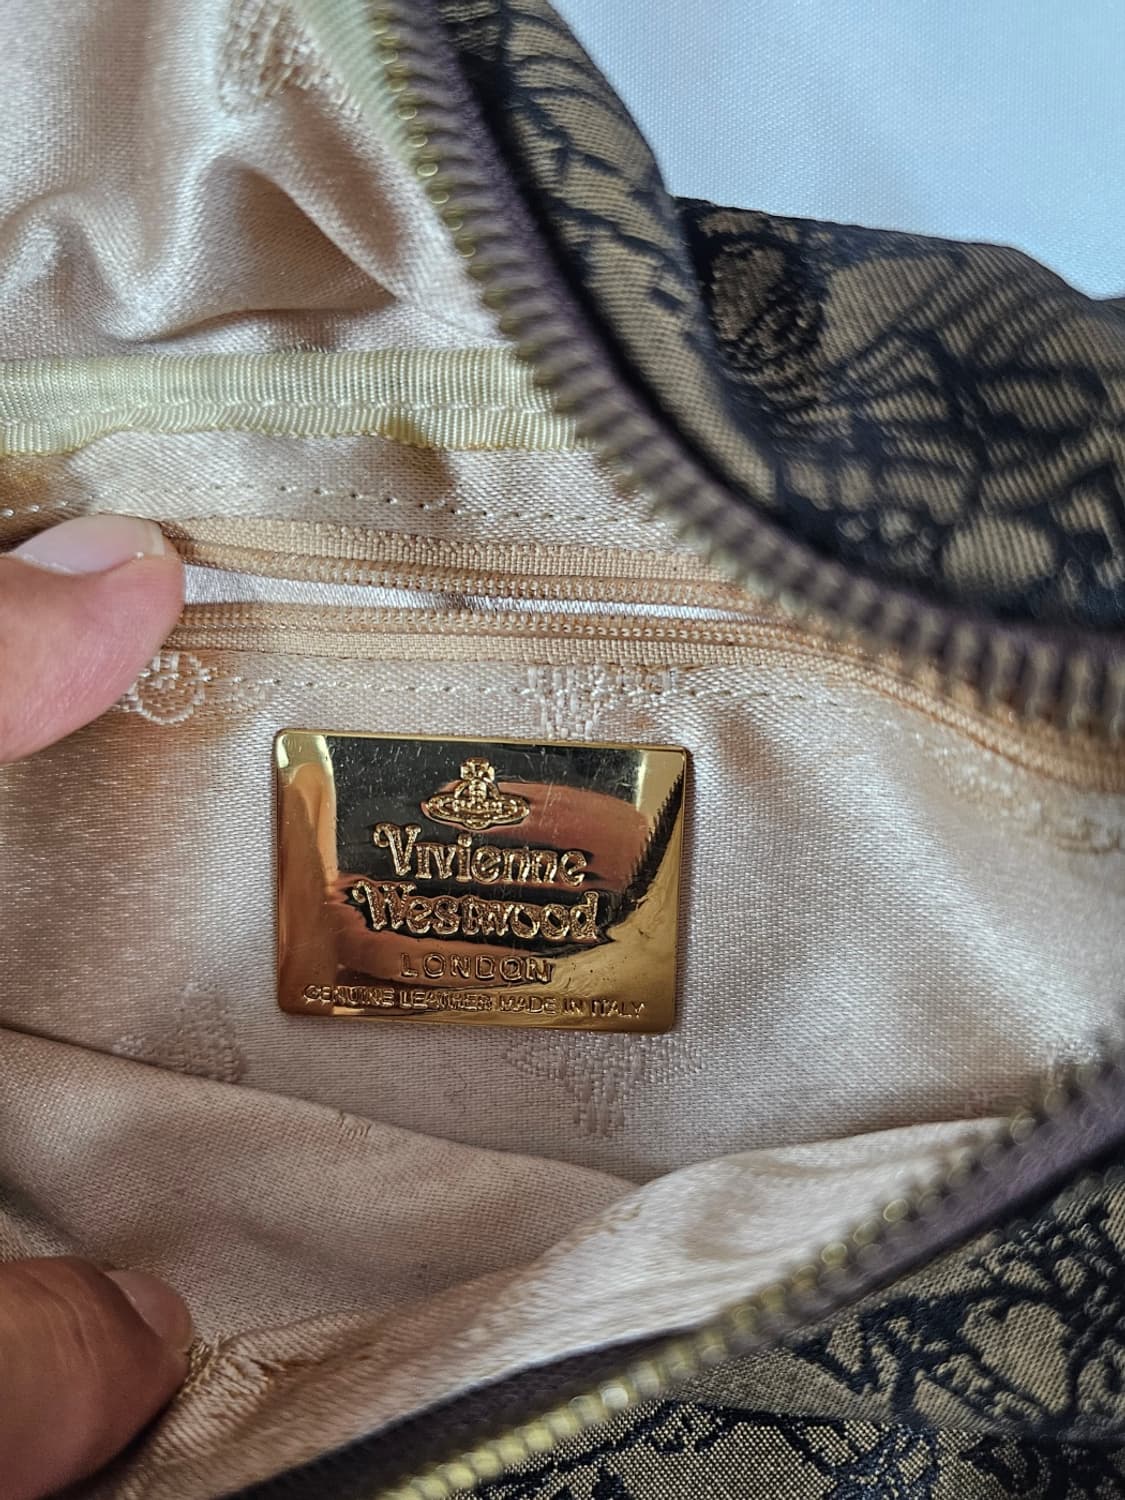 Vivienne
Westwood
LONDON
GENUINE LEATHER MADE IN ITALY